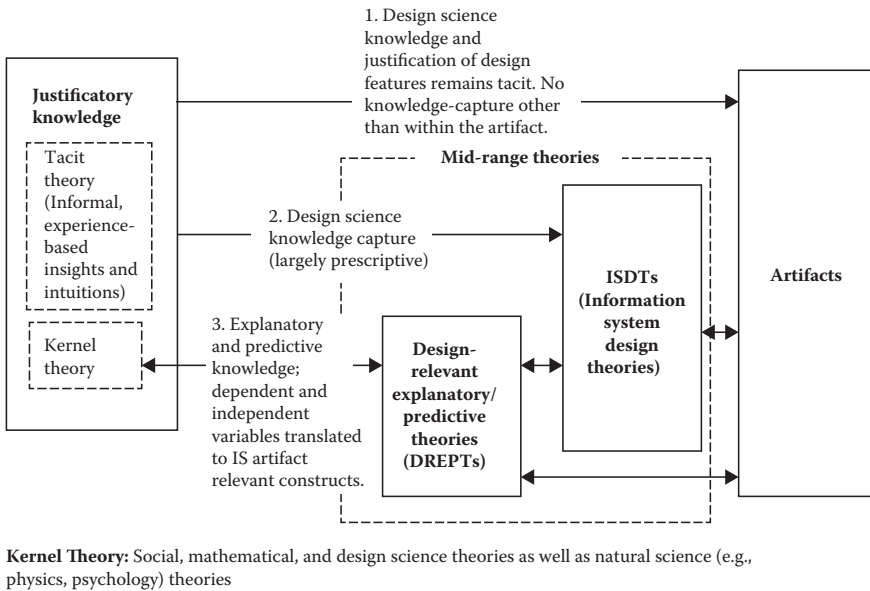 1. Design science
knowledge and
justification of design
features remains tacit. No
knowledge-capture other
than within the artifact.
Justificatory
knowledge
Tacit
theory
(Informal,
experience-
based
insights and
intuitions)
Kernel
theory
Mid-range theories
2. Design science
knowledge capture
(largely prescriptive)
3. Explanatory
and predictive
knowledge;
dependent and
independent
variables translated
to IS artifact
relevant constructs.
Design-
relevant
explanatory/
predictive
theories
(DREPTs)
ISDTs
(Information
system
design
theories)
Artifacts
Kernel Theory: Social, mathematical, and design science theories as well as natural science (e.g.,
physics, psychology) theories